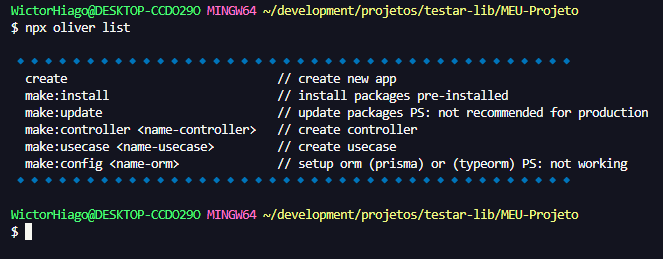 WictorHiago@DESKTOP-CCDO29O MINGW64 ~/development/projetos/testar-lib/MEU-Projeto
$ npx oliver list
create // create new app
make:install // install packages pre-installed
make:update // update packages PS: not recommended for production
make:controller <name-controller> // create controller
make:usecase <name-usecase> // create usecase
make:config <name-orm> // setup orm (prisma) or (typeorm) PS: not working
WictorHiago@DESKTOP-CCDO29O MINGW64 ~/development/projetos/testar-lib/MEU-Projeto
$